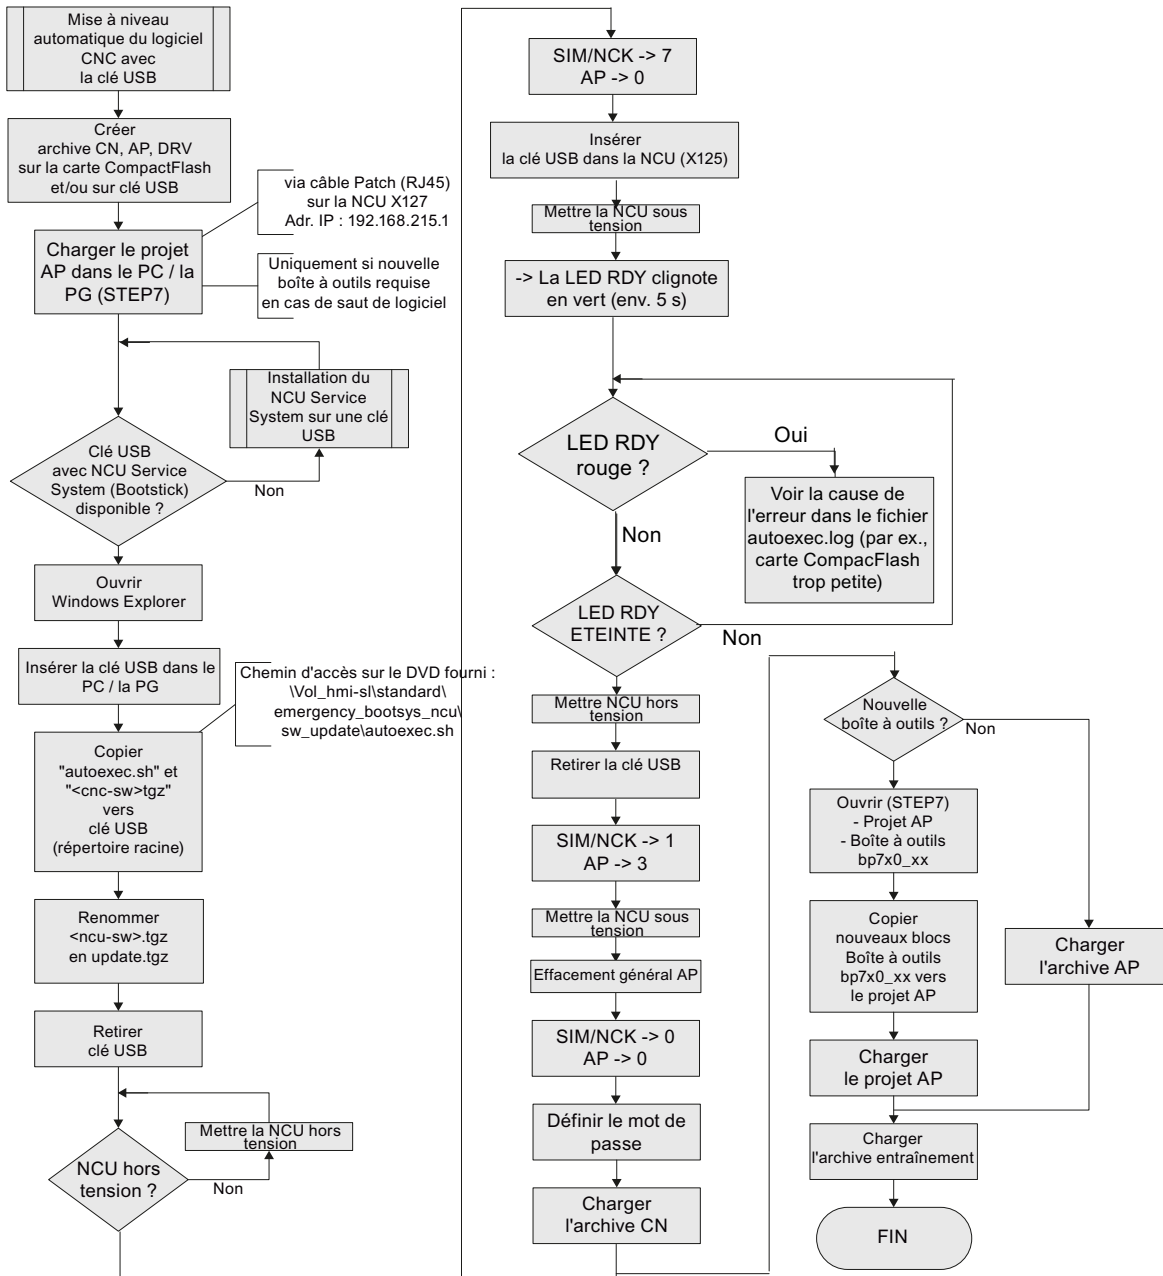 Mise à niveau
automatique du logiciel
CNC avec
la clé USB
Créer
archive CN, AP, DRV
sur la carte CompactFlash
et/ou sur clé USB
via câble Patch (RJ45)
sur la NCU X127
Adr. IP : 192.168.215.1
Charger le projet
AP dans le PC / la
PG (STEP7)
Uniquement si nouvelle
boîte à outils requise
en cas de saut de logiciel
Installation du
NCU Service
System sur une clé
USB
Clé USB
avec NCU Service
System (Bootstick)
disponible ?
Non
Ouvrir
Windows Explorer
Insérer la clé USB dans le
PC / la PG
Chemin d'accès sur le DVD fourni :
\Vol_hmi-sl\standard\
emergency_bootsys_ncu\
sw_update\autoexec.sh
Copier
"autoexec.sh" et
"<cnc-sw>tgz"
vers
clé USB
(répertoire racine)
Renommer
<ncu-sw>.tgz
en update.tgz
Retirer
clé USB
Mettre la NCU hors
tension
NCU hors
tension ?
Non
SIM/NCK -> 7
AP -> 0
Insérer
la clé USB dans la NCU (X125)
Mettre la NCU sous
tension
-> La LED RDY clignote
en vert (env. 5 s)
LED RDY
rouge ?
Oui
Voir la cause de
l'erreur dans le fichier
autoexec.log (par ex.,
carte CompacFlash
trop petite)
Non
LED RDY
ETEINTE ?
Non
Mettre NCU hors
tension
Retirer la clé USB
SIM/NCK -> 1
AP -> 3
Mettre la NCU sous
tension
Effacement général AP
SIM/NCK -> 0
AP -> 0
Définir le mot de
passe
Charger
l'archive CN
Nouvelle
boîte à outils ?
Non
Ouvrir (STEP7)
- Projet AP
- Boîte à outils
bp7x0_xx
Copier
nouveaux blocs
Boîte à outils
bp7x0_xx vers
le projet AP
Charger
l'archive AP
Charger
le projet AP
Charger
l'archive entraînement
FIN